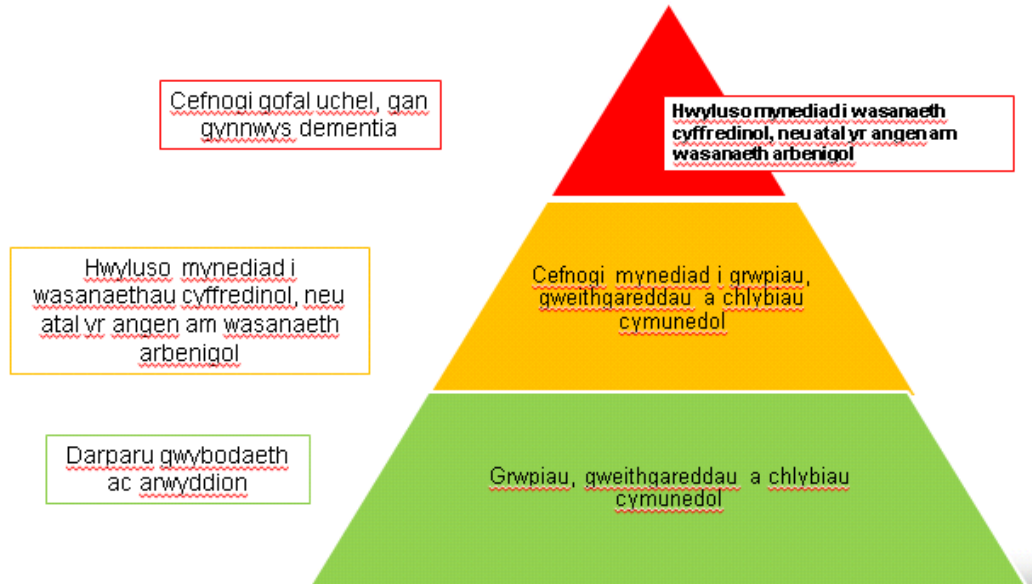 Cefnogi gofal uchel, gan
gynnwys dementia
Hwyluso mynediad i wasanaeth
cyffredinol, neu atal yr angen am
wasanaeth arbenigol
Hwyluso mynediad i
wasanaethau cyffredinol, neu
atal yr angen am wasanaeth
arbenigol
Cefnogi mynediad i grwpiau,
gweithgareddau a chlybiau
cymunedol
Darparu gwybodaeth
ac arwyddion
Grwpiau, gweithgareddau a chlybiau
cymunedol